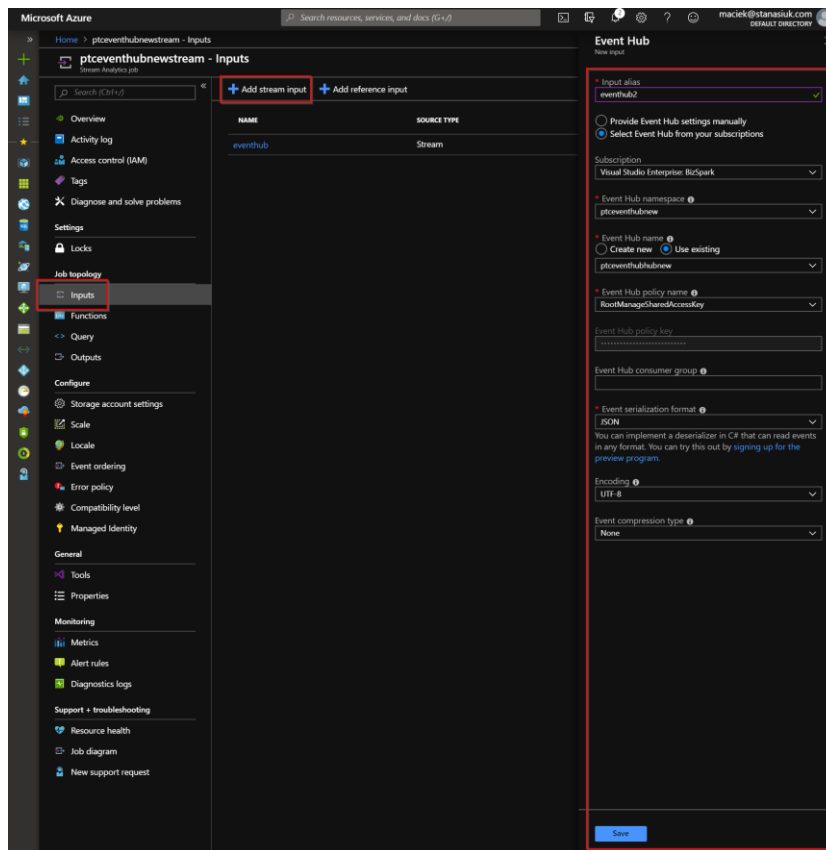 Microsoft Azure
Search resources, services, and docs (G+/)
2
maciek@stanasiuk.com
DEFAULT DIRECTORY
Home > ptceventhubnewstream - Inputs
ptceventhubnewstream - Inputs
Stream Analytics job
Search (Ctrl+/)
Overview
Activity log
Access control (IAM)
Tags
Diagnose and solve problems
Settings
Locks
Job topology
Inputs
Functions
Query
Outputs
Configure
Storage account settings
Scale
Locale
Event ordering
Error policy
Compatibility level
Managed Identity
General
Tools
Properties
Monitoring
Metrics
Alert rules
Diagnostics logs
Support + troubleshooting
Resource health
Job diagram
New support request
Add stream input
Add reference input
NAME
SOURCE TYPE
eventhub
Stream
Event Hub
New input
* Input alias
eventhub2
Provide Event Hub settings manually
Select Event Hub from your subscriptions
Subscription
Visual Studio Enterprise: BizSpark
* Event Hub namespace
ptceventhubnew
* Event Hub name
Create new Use existing
ptceventhubhubnew
* Event Hub policy name
RootManageSharedAccessKey
Event Hub policy key
Event Hub consumer group
* Event serialization format
JSON
You can implement a deserializer in C# that can read events
in any format. You can try this out by signing up for the
preview program.
Encoding
UTF-8
Event compression type
None
Save